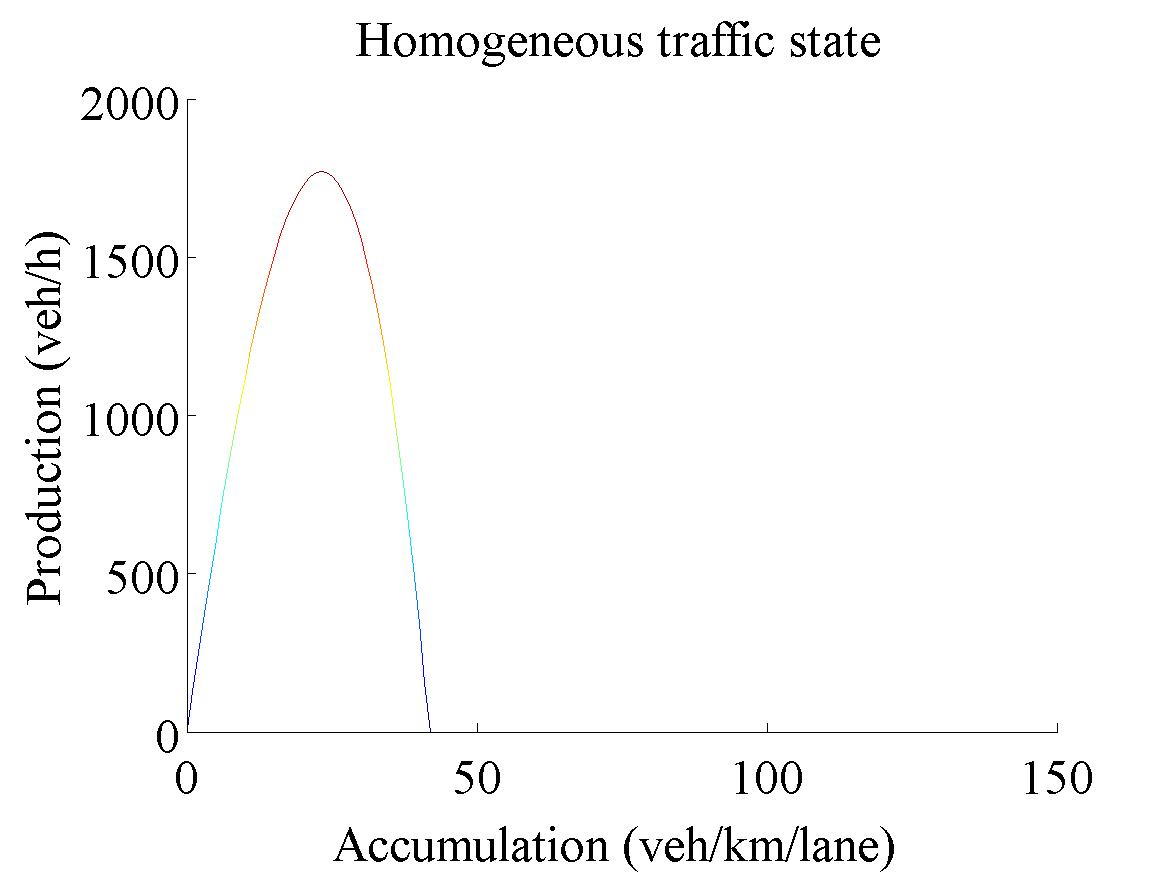 Homogeneous traffic state
2000
1500
1000
500
0
0 50 100 150
Production (veh/h)
Accumulation (veh/km/lane)